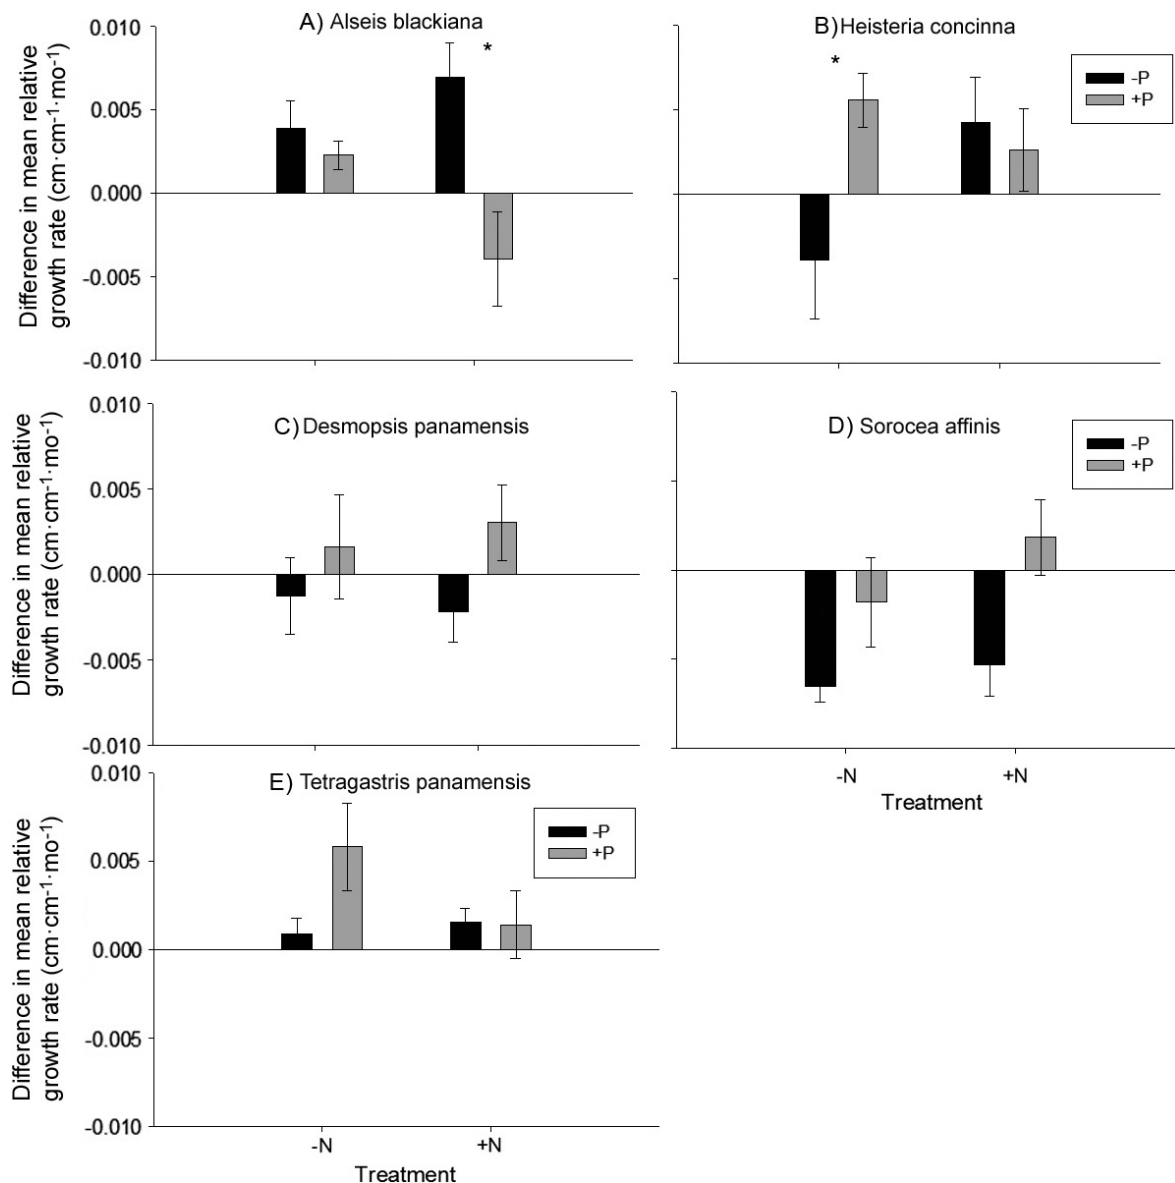 A) Alseis blackiana
B) Heisteria concinna
Difference in mean relative
growth rate (cm·cm-1·mo-1)
0.010
0.005
0.000
-0.005
-0.010
*
*
-P
+P
C) Desmopsis panamensis
D) Sorocea affinis
Difference in mean relative
growth rate (cm·cm-1·mo-1)
0.010
0.005
0.000
-0.005
-0.010
-P
+P
-N
+N
Treatment
E) Tetragastris panamensis
Difference in mean relative
growth rate (cm·cm-1·mo-1)
0.010
0.005
0.000
-0.005
-0.010
-P
+P
-N
+N
Treatment